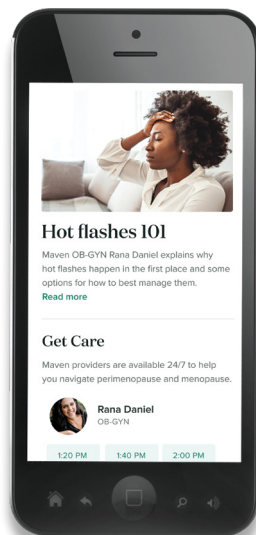 Hot flashes 101
Maven OB-GYN Rana Daniel explains why
hot flashes happen in the first place and some
options for how to best manage them.
Read more
Get Care
Maven providers are available 24/7 to help
you navigate perimenopause and menopause.
Rana Daniel
OB-GYN
1:20 PM 1:40 PM 2:00 PM